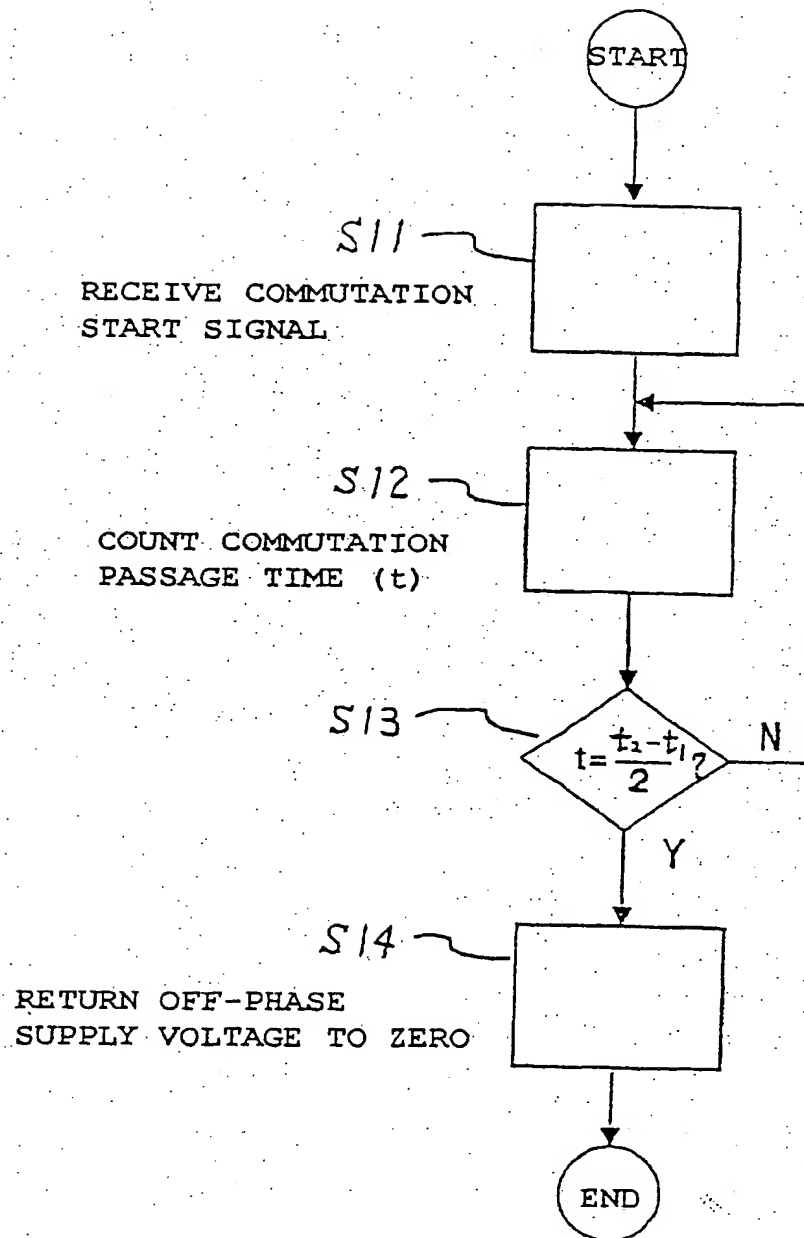 START
S11
RECEIVE COMMUTATION
START SIGNAL
S12
COUNT COMMUTATION
PASSAGE TIME (t)
S13
t=(t₂-t₁)/2?
N
Y
S14
RETURN OFF-PHASE
SUPPLY VOLTAGE TO ZERO
END